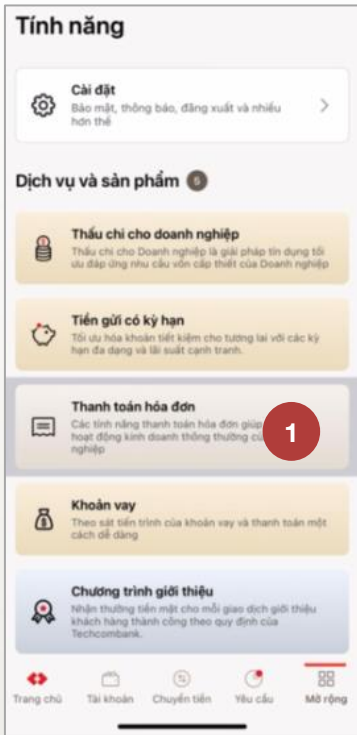 Tính năng
Cài đặt
Bảo mật, thông báo, đăng xuất và nhiều
hơn thế
Dịch vụ và sản phẩm 5
Thấu chi cho doanh nghiệp
Thấu chi cho Doanh nghiệp là giải pháp tín dụng tối
ưu đáp ứng nhu cầu vốn cấp thiết của Doanh nghiệp
Tiền gửi có kỳ hạn
Tối ưu hóa khoản tiết kiệm cho tương lai với các kỳ
hạn đa dạng và lãi suất cạnh tranh.
Thanh toán hóa đơn
Các tính năng thanh toán hóa đơn giúp
hoạt động kinh doanh thông thường
nghiệp
1
Khoản vay
Theo sát tiến trình của khoản vay và thanh toán một
cách dễ dàng
Chương trình giới thiệu
Nhận thưởng tiền mặt cho mỗi giao dịch giới thiệu
khách hàng thành công theo quy định của
Techcombank.
Trang chủ Tài khoản Chuyển tiền Yêu cầu Mở rộng